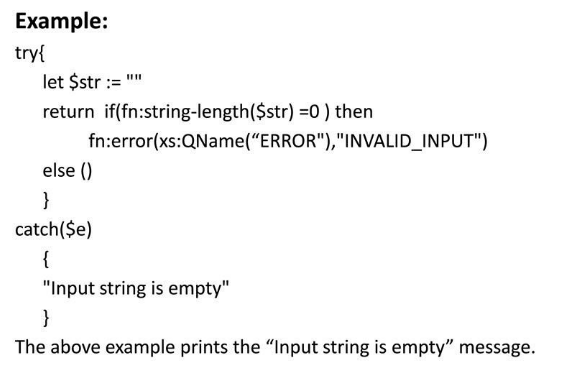 Example:
try{
let $str := ""
return  if(fn:string-length($str) =0 ) then
fn:error(xs:QName(“ERROR"),"INVALID_INPUT")
else ()
}
catch($e)
{
"Input string is empty"
}
The above example prints the “Input string is empty” message.